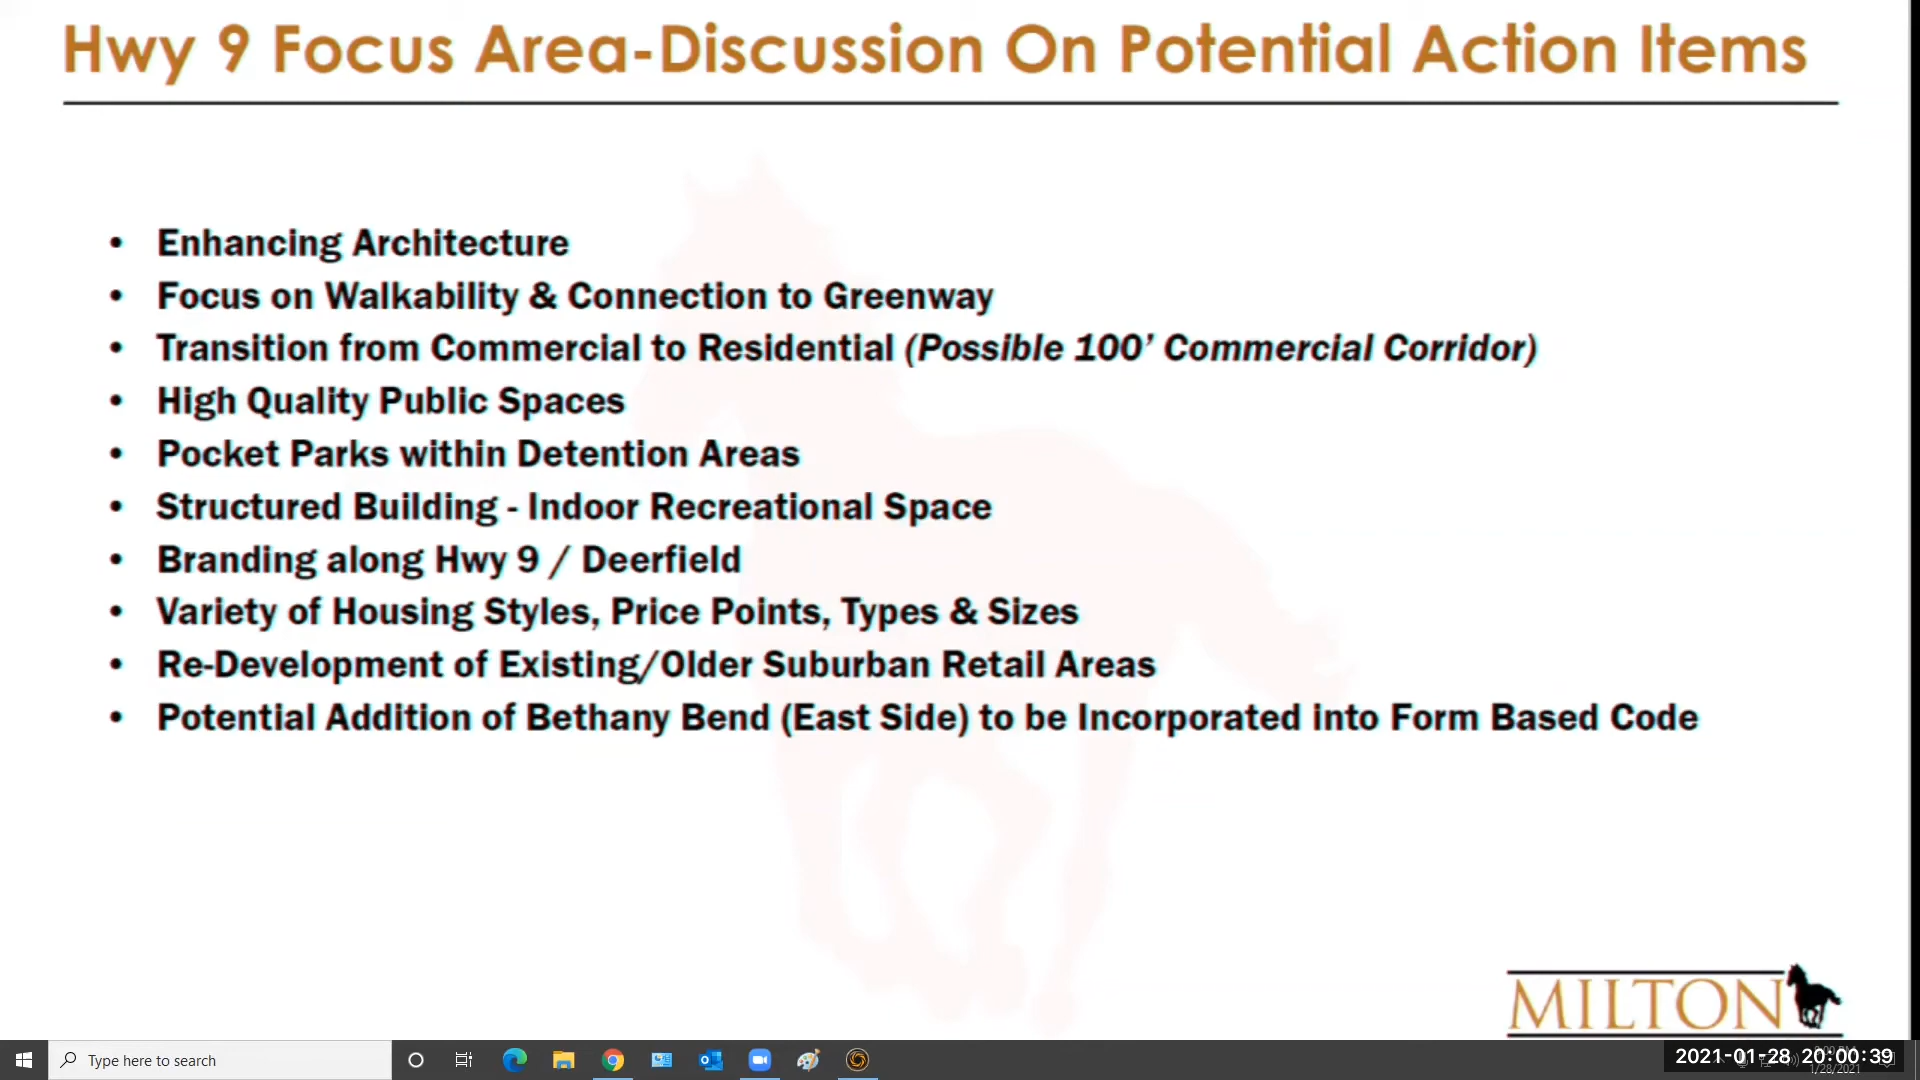 Hwy 9 Focus Area-Discussion On Potential Action Items
• Enhancing Architecture
• Focus on Walkability & Connection to Greenway
• Transition from Commercial to Residential (Possible 100’ Commercial Corridor)
• High Quality Public Spaces
• Pocket Parks within Detention Areas
• Structured Building - Indoor Recreational Space
• Branding along Hwy 9 / Deerfield
• Variety of Housing Styles, Price Points, Types & Sizes
• Re-Development of Existing/Older Suburban Retail Areas
• Potential Addition of Bethany Bend (East Side) to be Incorporated into Form Based Code
MILTON
Type here to search
2021-01-28 20:00:39
1/28/2021